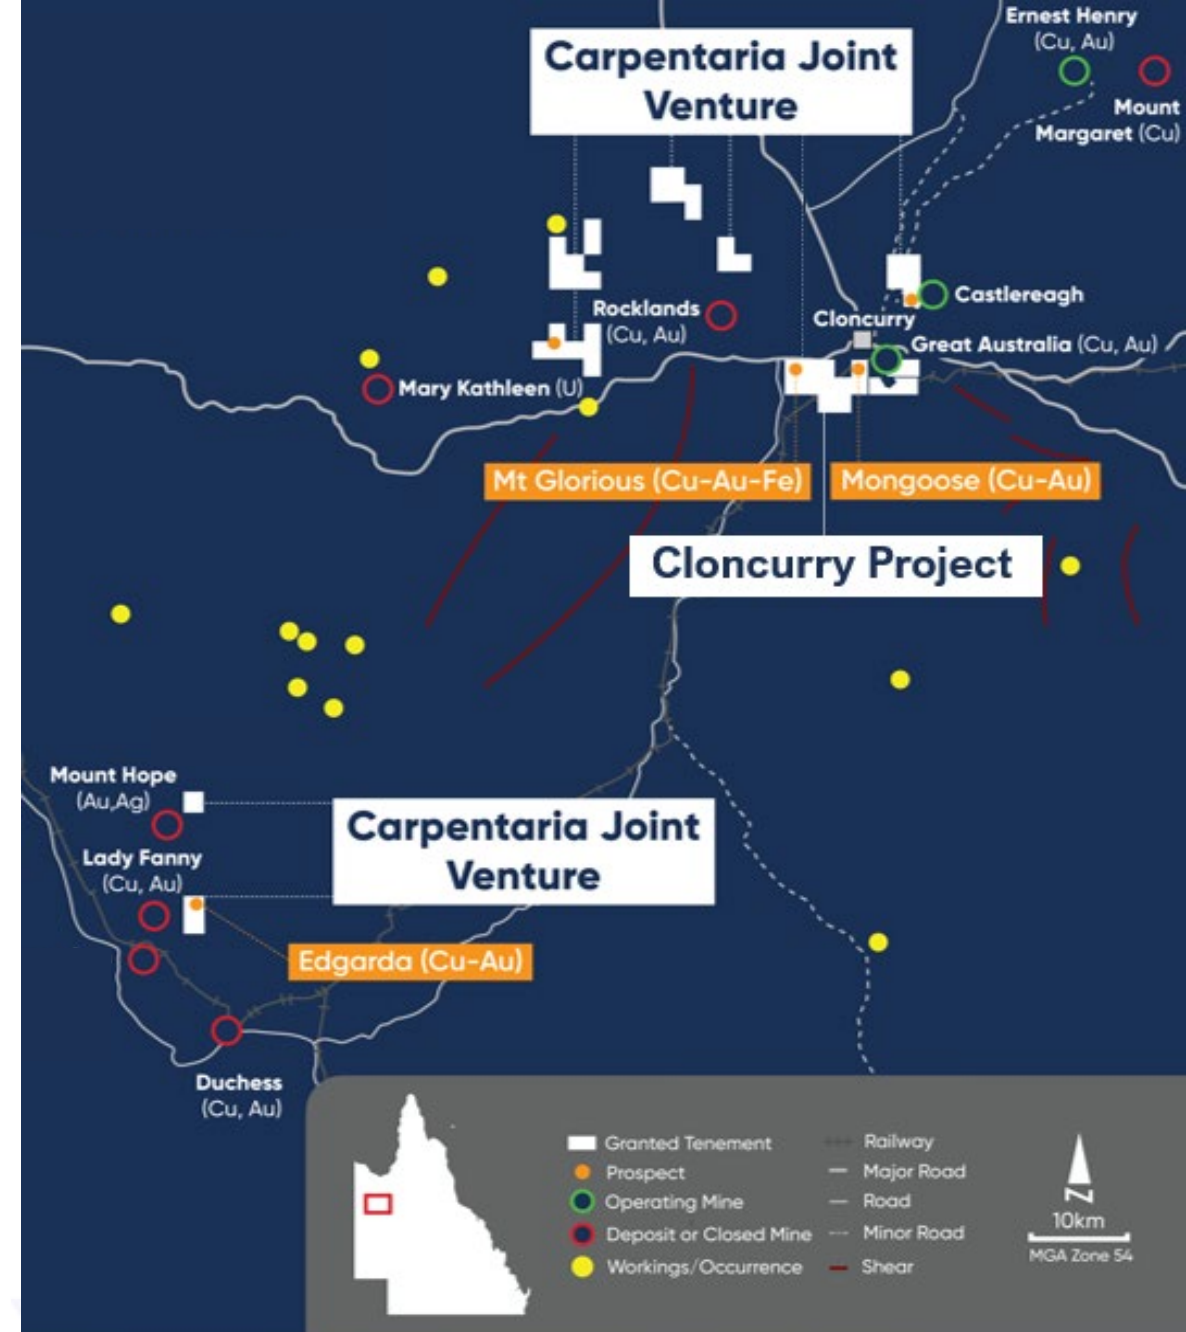 Ernest Henry
(Cu, Au)
Carpentaria Joint
Venture
Mount
Margaret (Cu)
Castlereagh
Rocklands
(Cu, Au)
Cloncurry
Great Australia (Cu, Au)
Mary Kathleen (U)
Mt Glorious (Cu-Au-Fe)
Mongoose (Cu-Au)
Cloncurry Project
Mount Hope
(Au,Ag)
Carpentaria Joint
Venture
Lady Fanny
(Cu, Au)
Edgarda (Cu-Au)
Duchess
(Cu, Au)
Granted Tenement
Prospect
Operating Mine
Deposit or Closed Mine
Workings/Occurrence
Railway
Major Road
Road
Minor Road
Shear
N
10km
MGA Zone 54